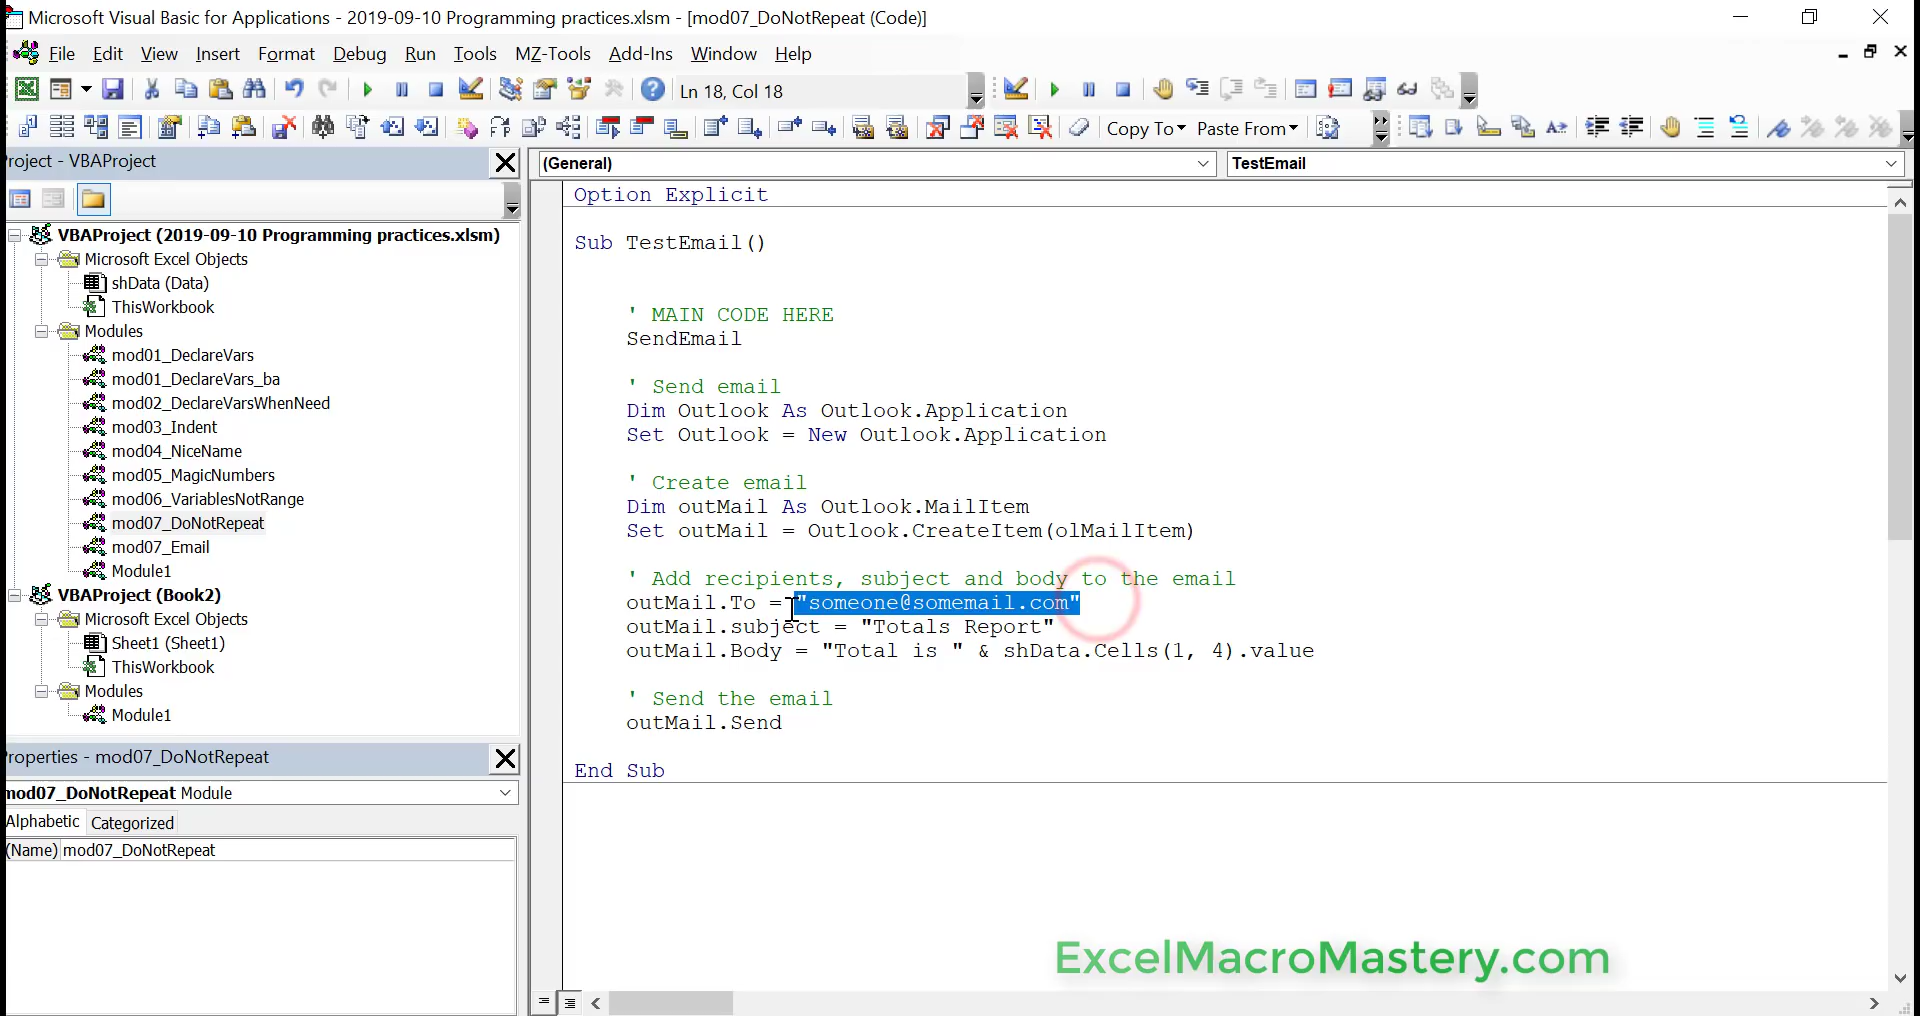 Microsoft Visual Basic for Applications - 2019-09-10 Programming practices.xlsm - [mod07_DoNotRepeat (Code)]
File Edit View Insert Format Debug Run Tools MZ-Tools Add-Ins Window Help
Ln 18, Col 18
Copy To Paste From
roject - VBAProject
VBAProject (2019-09-10 Programming practices.xlsm)
Microsoft Excel Objects
shData (Data)
ThisWorkbook
Modules
mod01_DeclareVars
mod01_DeclareVars_ba
mod02_DeclareVarsWhenNeed
mod03_Indent
mod04_NiceName
mod05_MagicNumbers
mod06_VariablesNotRange
mod07_DoNotRepeat
mod07_Email
Module1
VBAProject (Book2)
Microsoft Excel Objects
Sheet1 (Sheet1)
ThisWorkbook
Modules
Module1
roperties - mod07_DoNotRepeat
mod07_DoNotRepeat Module
Alphabetic Categorized
(Name) mod07_DoNotRepeat
(General) TestEmail
Option Explicit
Sub TestEmail()
' MAIN CODE HERE
SendEmail
' Send email
Dim Outlook As Outlook.Application
Set Outlook = New Outlook.Application
' Create email
Dim outMail As Outlook.MailItem
Set outMail = Outlook.CreateItem(olMailItem)
' Add recipients, subject and body to the email
outMail.To = "someone@somemail.com"
outMail.subject = "Totals Report"
outMail.Body = "Total is " & shData.Cells(1, 4).value
' Send the email
outMail.Send
End Sub
ExcelMacroMastery.com